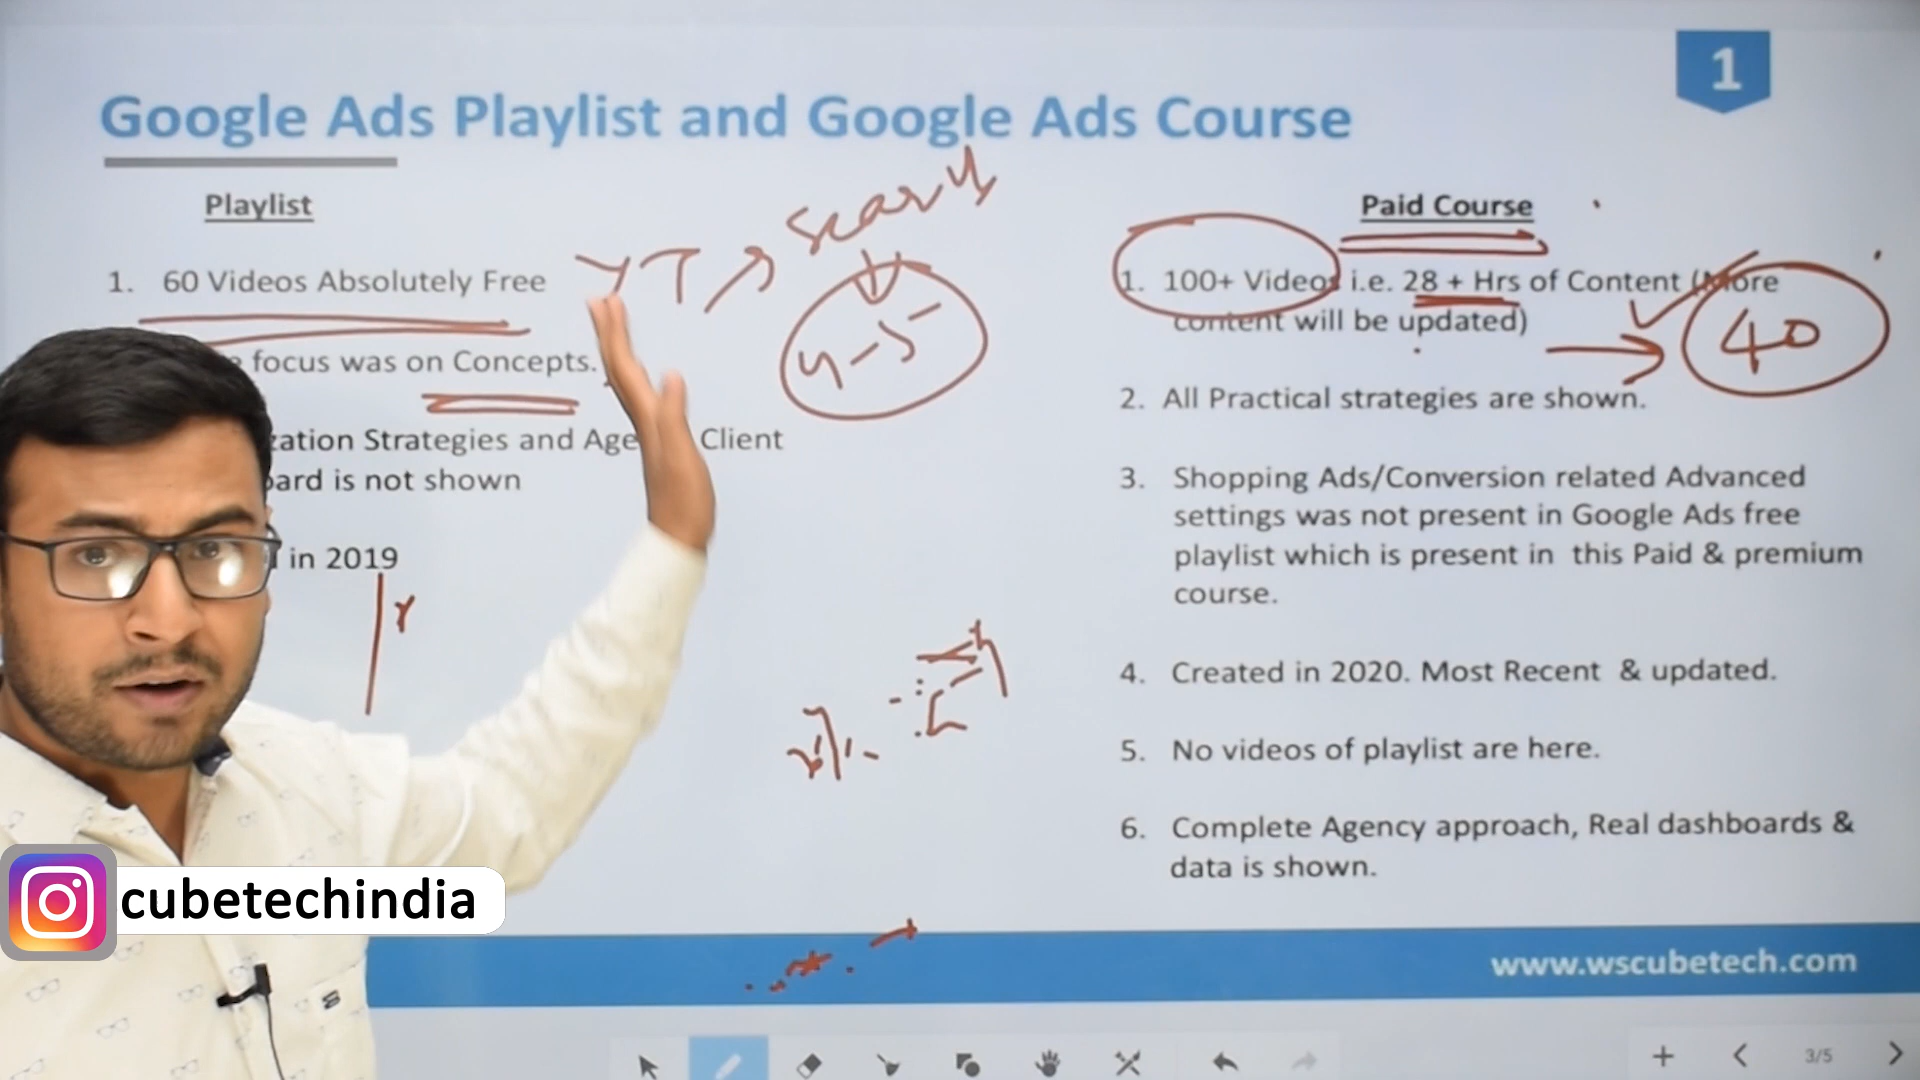 1
Google Ads Playlist and Google Ads Course
Playlist
1. 60 Videos Absolutely Free
YT
search
4-5
focus was on Concepts.
Strategies and Client
is not shown
in 2019
Paid Course
1. 100+ Videos i.e. 28 + Hrs of Content (More
content will be updated)
40
2. All Practical strategies are shown.
3. Shopping Ads/Conversion related Advanced
settings was not present in Google Ads free
playlist which is present in this Paid & premium
course.
4. Created in 2020. Most Recent & updated.
5. No videos of playlist are here.
6. Complete Agency approach, Real dashboards &
data is shown.
cubetechindia
www.wscubetech.com
3/5